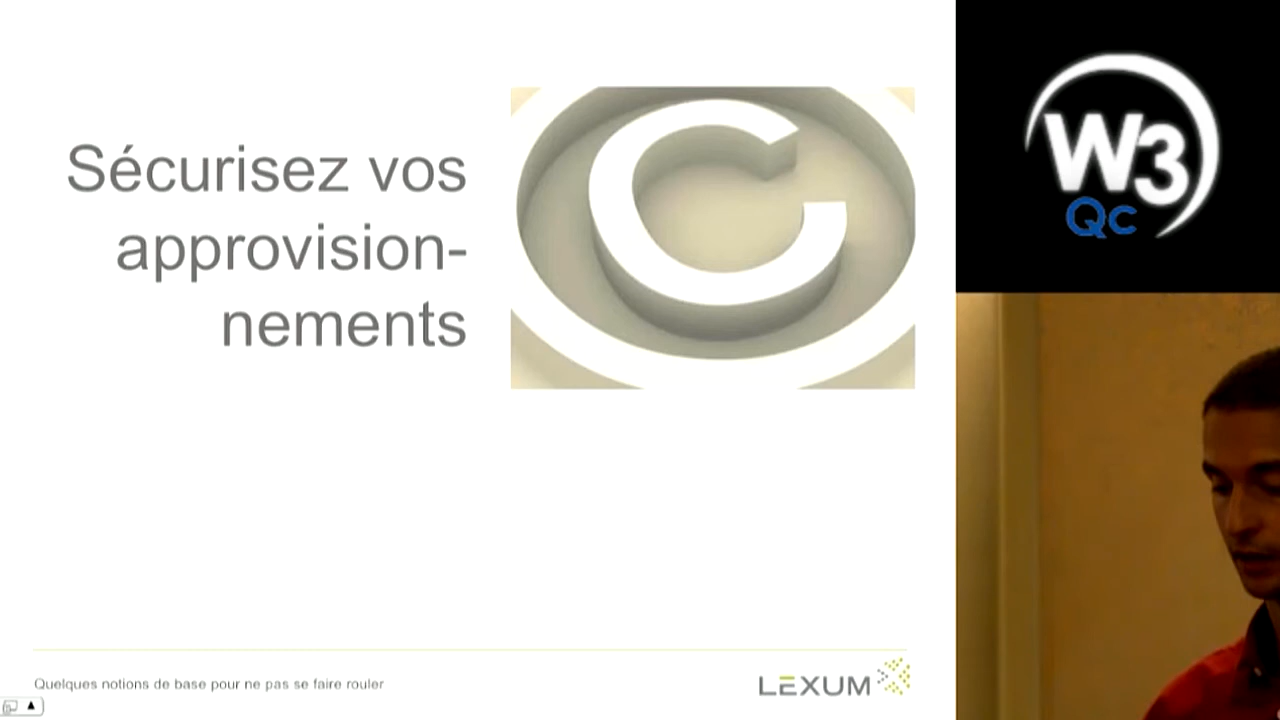 Sécurisez vos
approvision-
nements
W3
Qc
Quelques notions de base pour ne pas se faire rouler
LEXUM